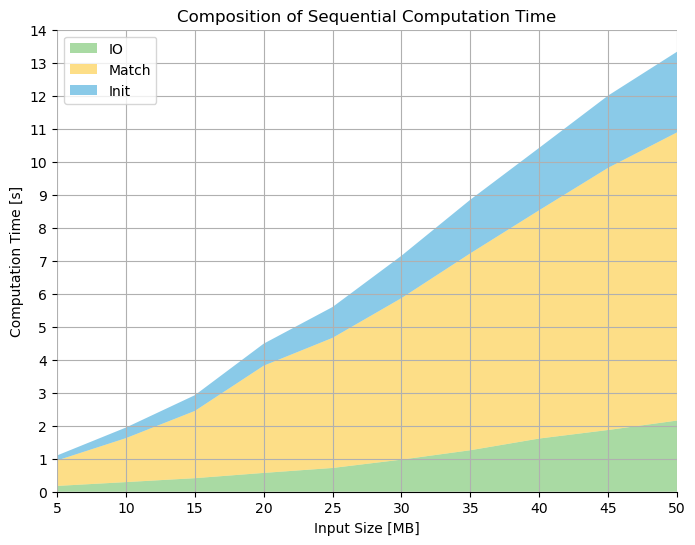 Composition of Sequential Computation Time
IO
Match
Init
Computation Time [s]
14
13
12
11
10
9
8
7
6
5
4
3
2
1
0
5 10 15 20 25 30 35 40 45 50
Input Size [MB]